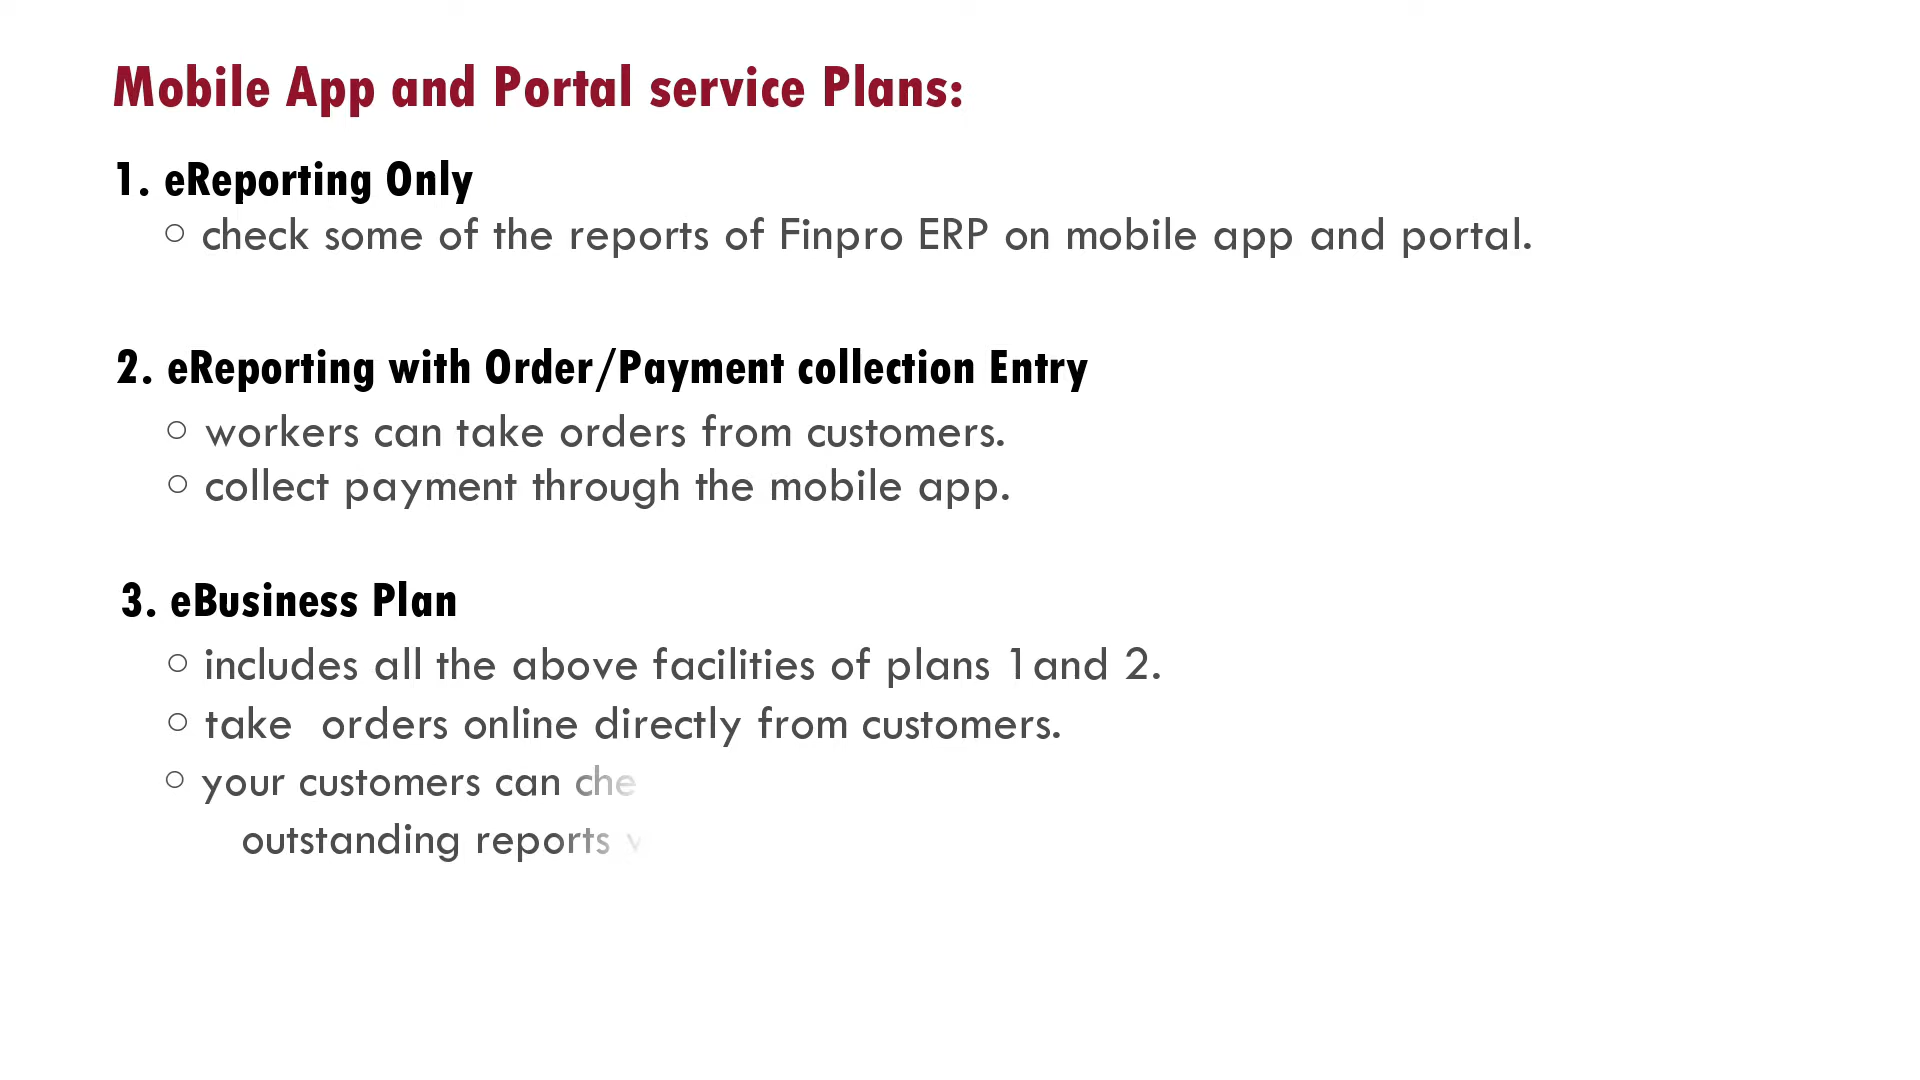 Mobile App and Portal service Plans:
1. eReporting Only
○ check some of the reports of Finpro ERP on mobile app and portal.
2. eReporting with Order/Payment collection Entry
○ workers can take orders from customers.
○ collect payment through the mobile app.
3. eBusiness Plan
○ includes all the above facilities of plans 1and 2.
○ take  orders online directly from customers.
○ your customers can che
outstanding reports